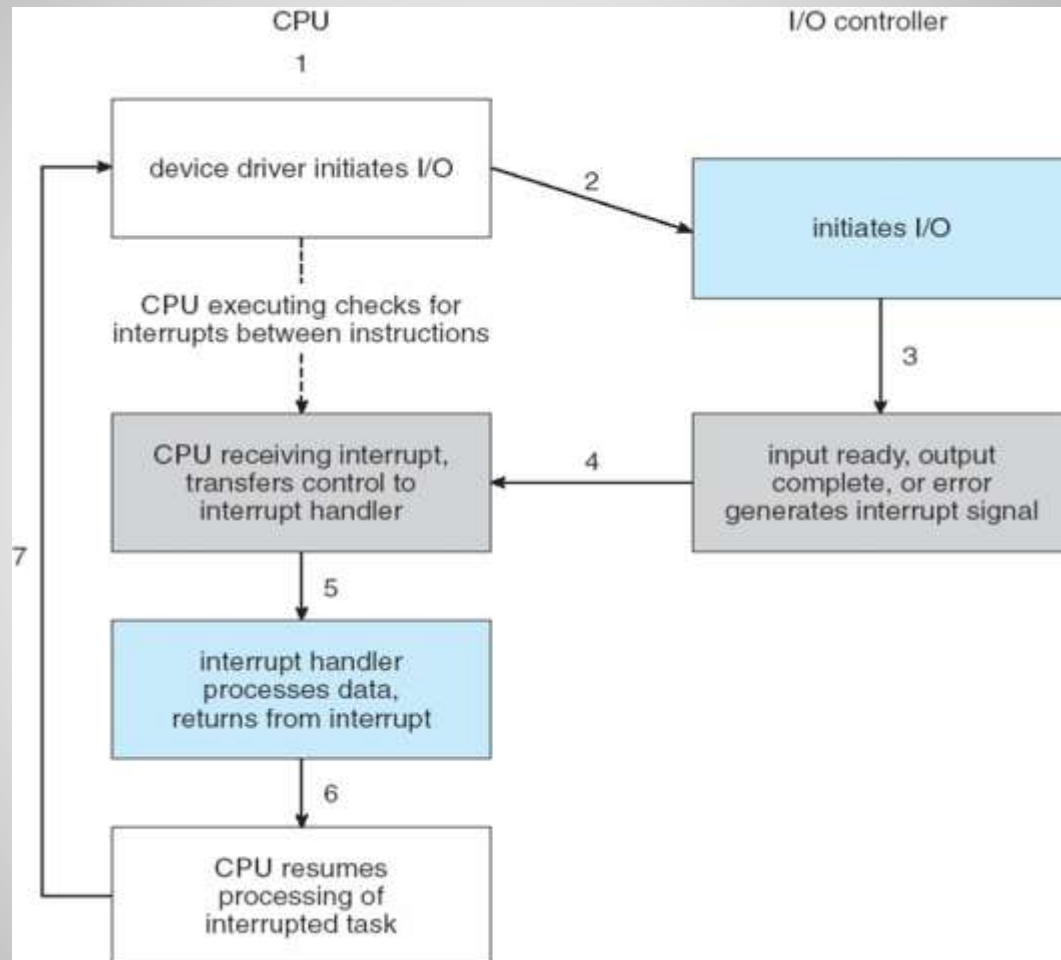 CPU
I/O controller
1
device driver initiates I/O
2
initiates I/O
CPU executing checks for
interrupts between instructions
3
CPU receiving interrupt,
transfers control to
interrupt handler
4
input ready, output
complete, or error
generates interrupt signal
7
5
interrupt handler
processes data,
returns from interrupt
6
CPU resumes
processing of
interrupted task